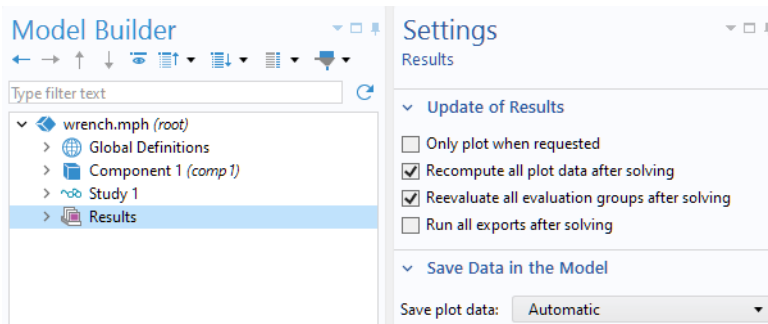 Model Builder
Type filter text
wrench.mph (root)
Global Definitions
Component 1 (comp1)
Study 1
Results
Settings
Results
Update of Results
Only plot when requested
Recompute all plot data after solving
Reevaluate all evaluation groups after solving
Run all exports after solving
Save Data in the Model
Save plot data: Automatic